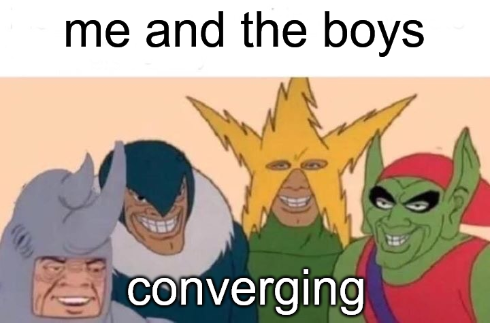 me and the boys
converging